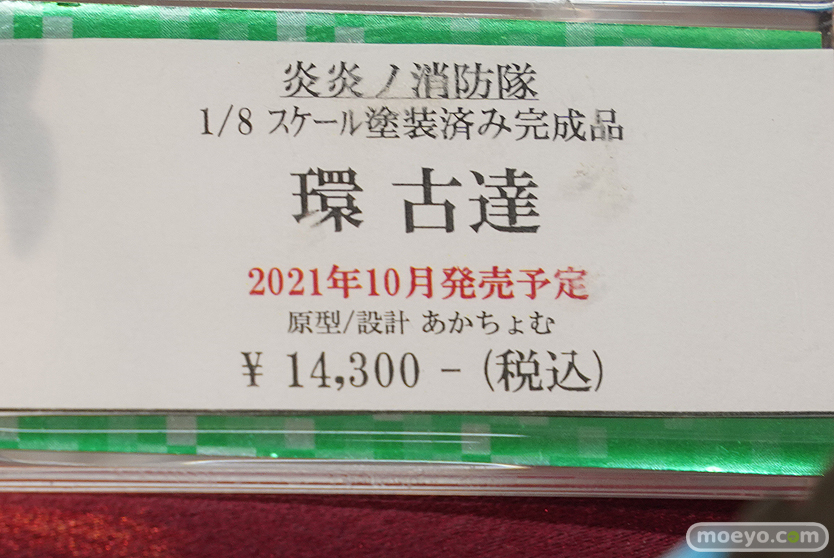 炎炎ノ消防隊
1/8 スケール塗装済み完成品
環 古達
2021年10月発売予定
原型/設計 あかちょむ
¥ 14,300 - (税込)
moeyo.com